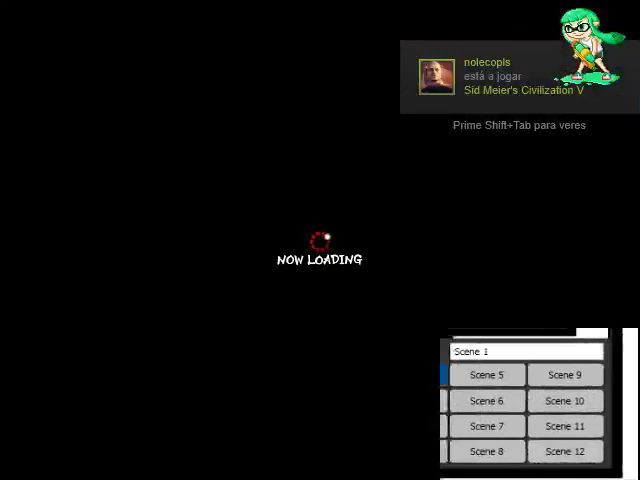 nolecopls
está a jogar
Sid Meier's Civilization V
Prime Shift+Tab para veres
NOW LOADING
Scene 1
Scene 5 Scene 9
Scene 6 Scene 10
Scene 7 Scene 11
Scene 8 Scene 12